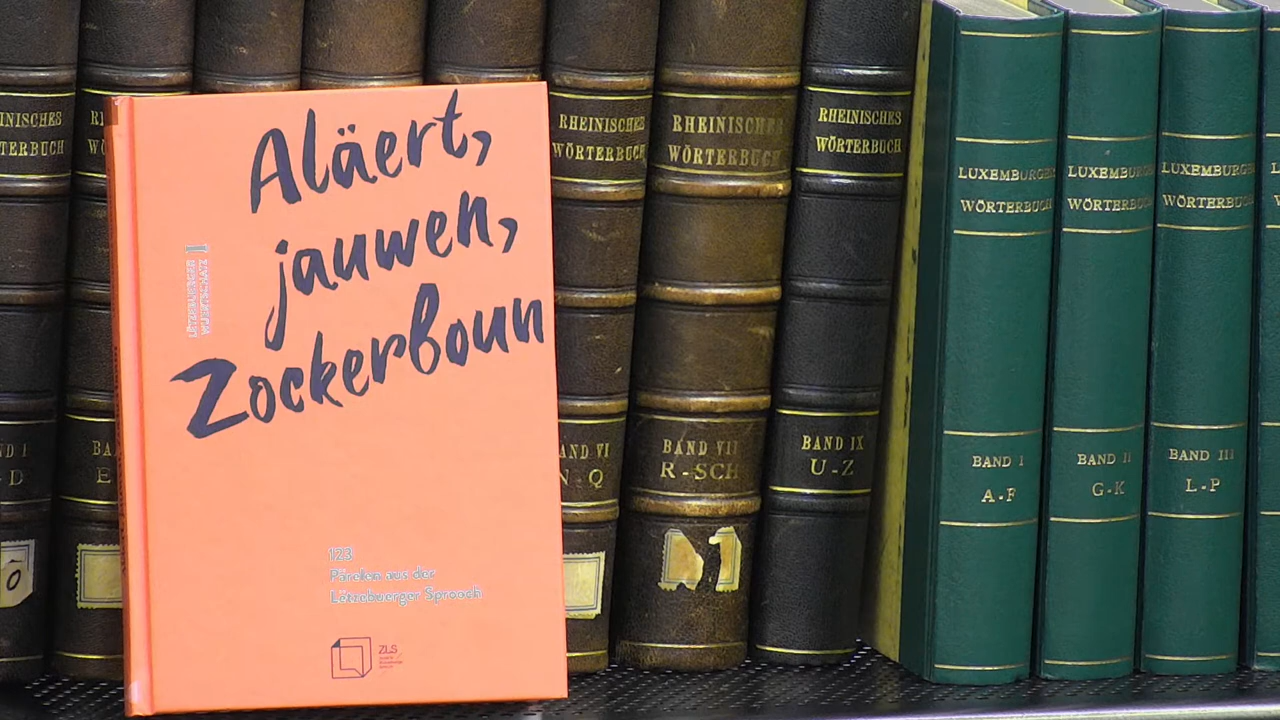 Aläert,
jauwen,
Zockerboun
123
Pärelen aus der
Lëtzebuerger Sprooch
ZLS
RHEINISCHES
WÖRTERBUCH
BAND VI
N-Q
RHEINISCHES
WÖRTERBUCH
BAND VII
R-SCH
RHEINISCHES
WÖRTERBUCH
BAND IX
U-Z
LUXEMBURGER
WÖRTERBUCH
BAND I
A-F
LUXEMBURGER
WÖRTERBUCH
BAND II
G-K
LUXEMBURGER
WÖRTERBUCH
BAND III
L-P